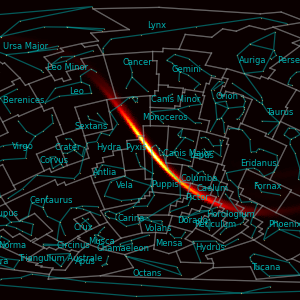 Lynx
Ursa Major
Auriga
Perse
Cancer
Leo Minor
Gemini
Leo
Berenices
Canis Minor
Orion
Taurus
Monoceros
Sextans
Virgo
Crater
Hydra
Pyxis
Canis Major
Corvus
Eridanus
Antlia
Columba
Vela
Puppis
Caelum
Fornax
Pictor
Centaurus
Horologium
Carina
Dorado
Reticulum
Phoenix
Crux
Volans
Norma
Circinus
Musca
Chamaeleon
Mensa
Hydrus
Triangulum Australe
Apus
Tucana
Octans